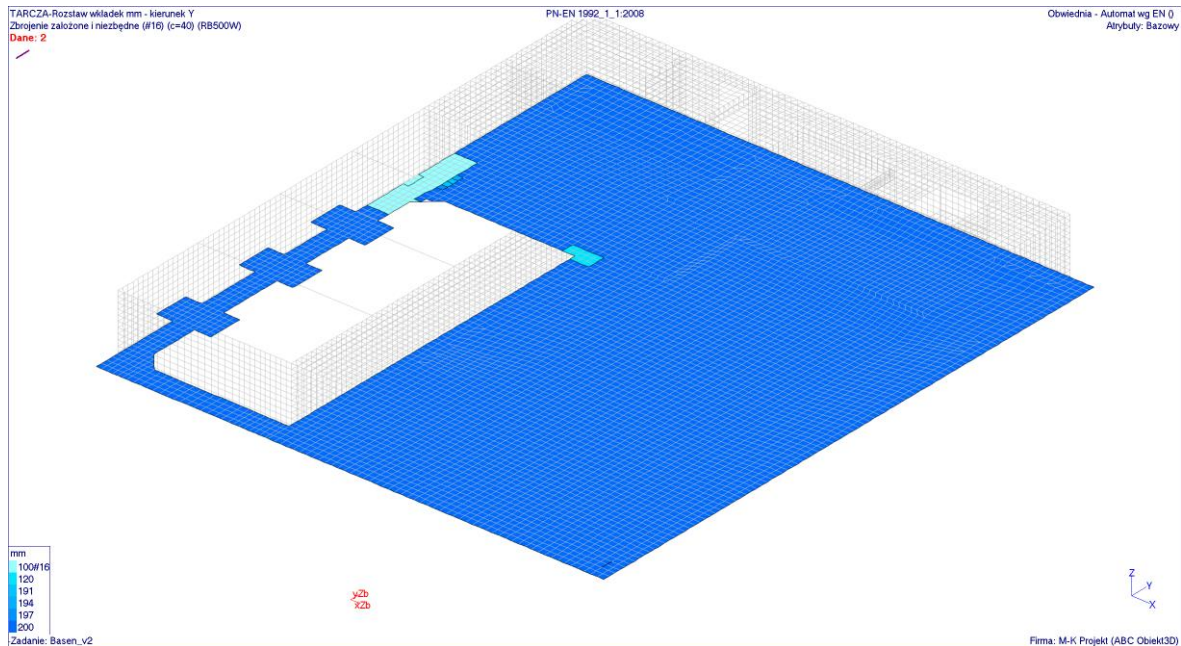 TARCZA-Rozstaw wkładek mm - kierunek Y
PN-EN 1992_1_1:2008
Obwiednia - Automat wg EN ()
Zbrojenie założone i niezbędne (#16) (c=40) (RB500W)
Atrybuty: Bazowy
Dane: 2
mm
100#16
120
191
194
197
200
yZb
xZb
Z
Y
X
Zadanie: Basen_v2
Firma: M-K Projekt (ABC Obiekt3D)